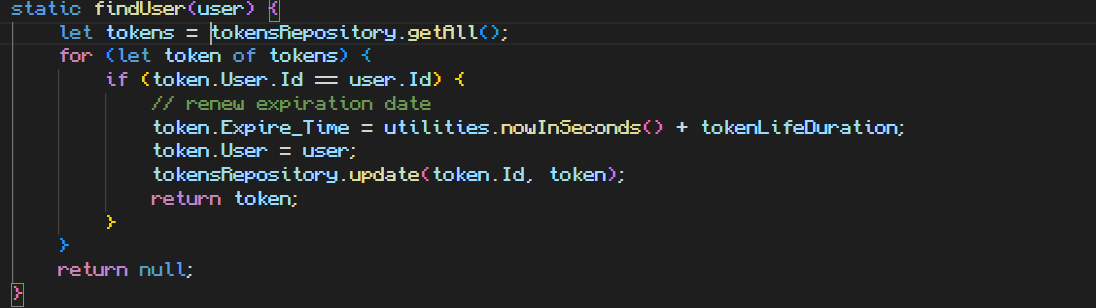 static findUser(user) {
    let tokens = tokensRepository.getAll();
    for (let token of tokens) {
        if (token.User.Id == user.Id) {
            // renew expiration date
            token.Expire_Time = utilities.nowInSeconds() + tokenLifeDuration;
            token.User = user;
            tokensRepository.update(token.Id, token);
            return token;
        }
    }
    return null;
}